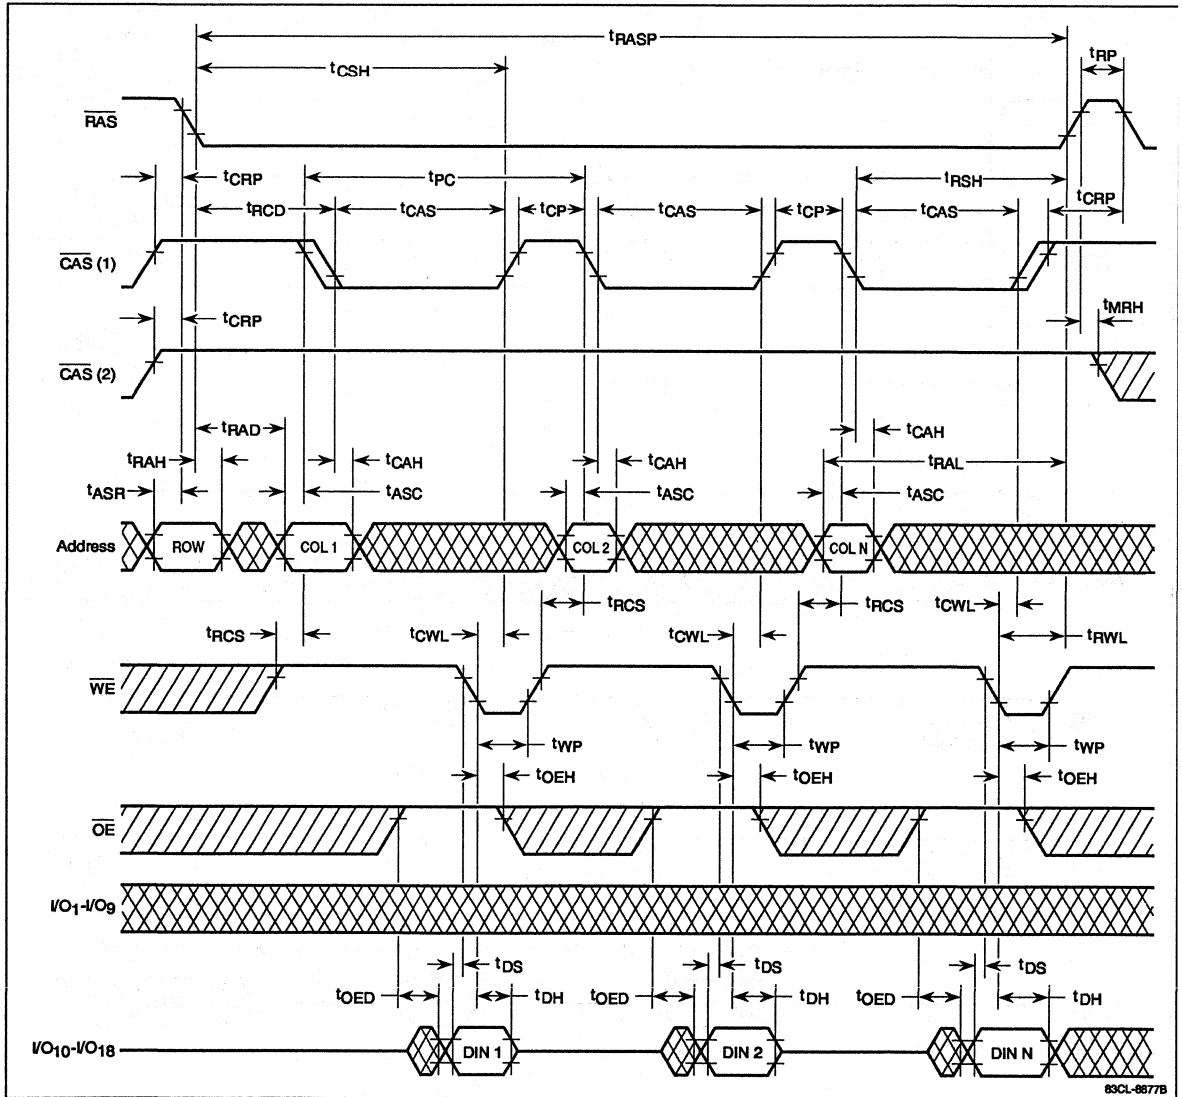 tRASP
tRP
tCSH
RAS
tCRP
tPC
tRSH
tRCD
tCAS
tCP
tCAS
tCP
tCAS
tCRP
CAS (1)
tCRP
tMRH
CAS (2)
tRAD
tCAH
tRAH
tCAH
tCAH
tRAL
tASR
tASC
tASC
tASC
Address
ROW
COL 1
COL 2
COL N
tRCS
tRCS
tCWL
tRCS
tCWL
tCWL
tRWL
WE
tWP
tWP
tWP
tOEH
tOEH
tOEH
OE
I/O1-I/O9
tDS
tDS
tDS
tOED
tDH
tOED
tDH
tOED
tDH
I/O10-I/O18
DIN 1
DIN 2
DIN N
83CL-8877B